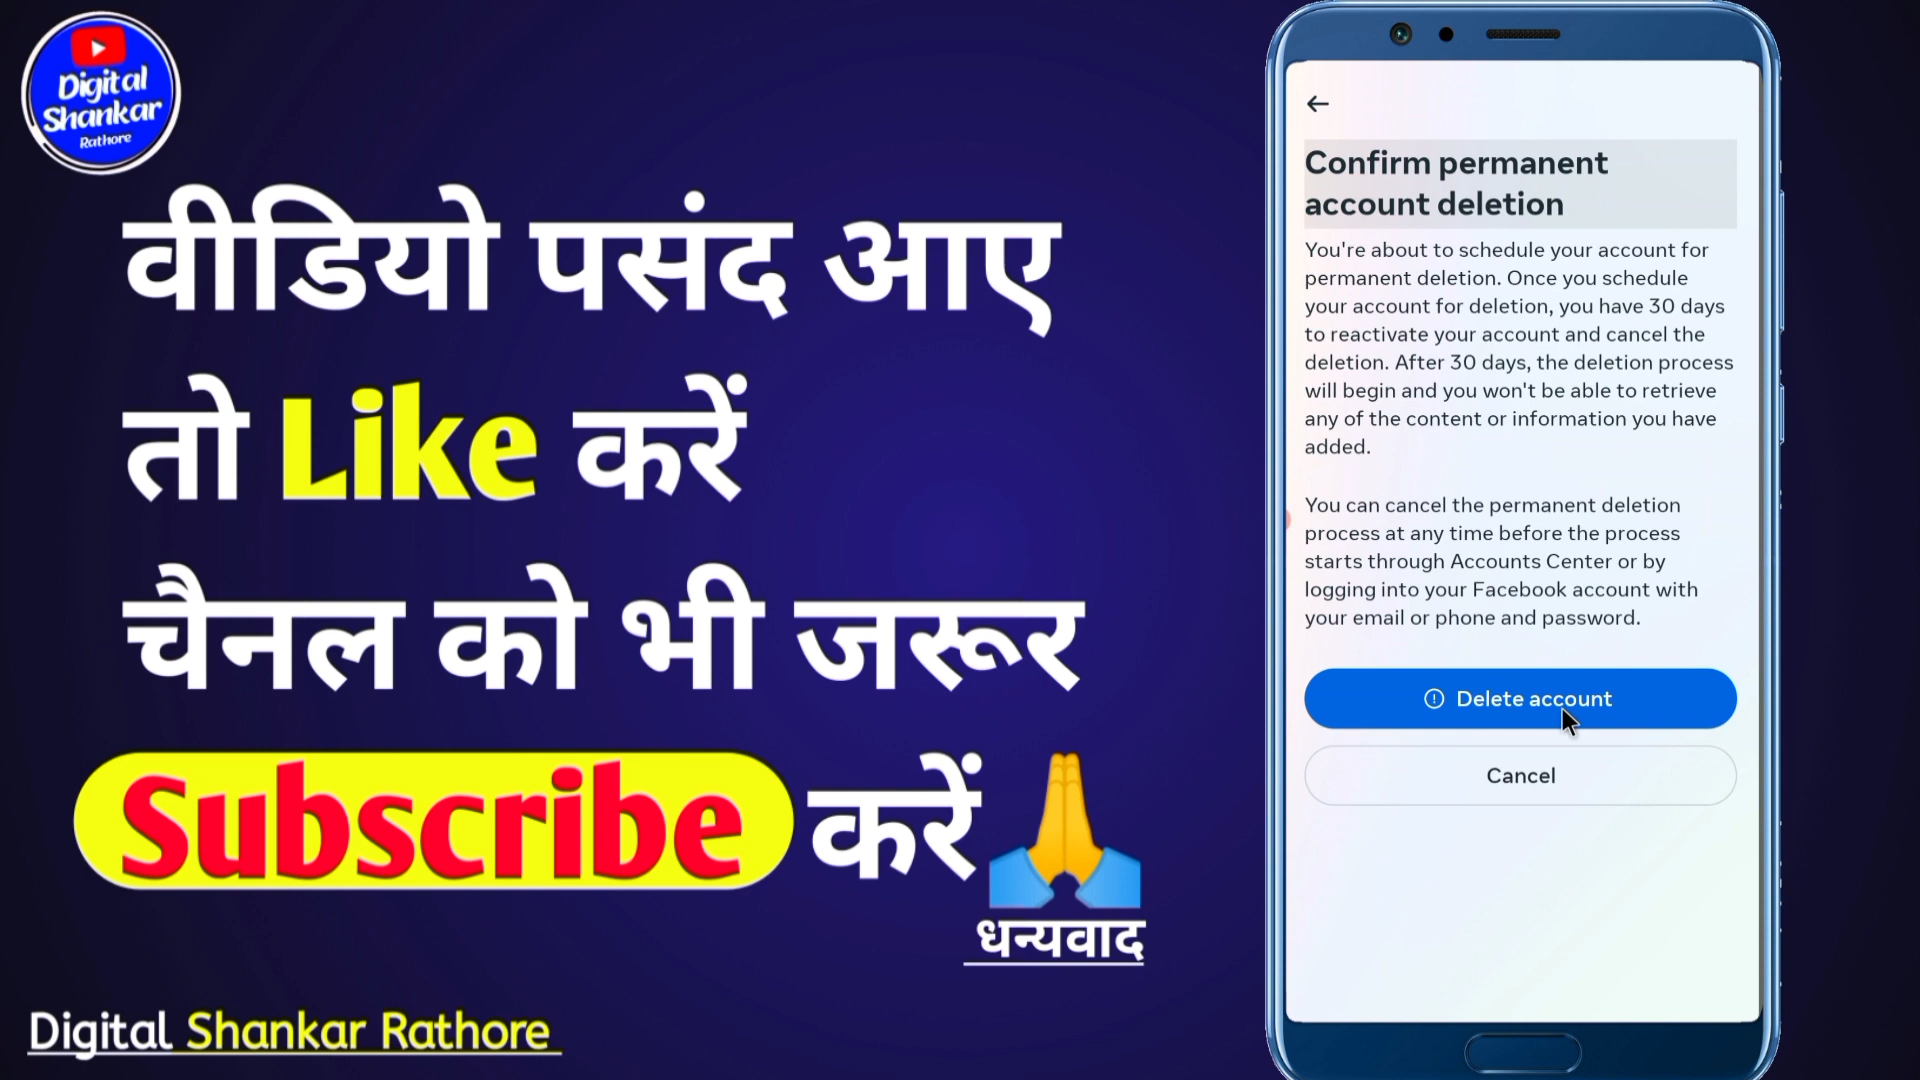 Digital
Shankar
Rathore
वीडियो पसंद आए
तो Like करें
चैनल को भी जरूर
Subscribe करें
धन्यवाद
Digital Shankar Rathore
Confirm permanent
account deletion
You're about to schedule your account for
permanent deletion. Once you schedule
your account for deletion, you have 30 days
to reactivate your account and cancel the
deletion. After 30 days, the deletion process
will begin and you won't be able to retrieve
any of the content or information you have
added.
You can cancel the permanent deletion
process at any time before the process
starts through Accounts Center or by
logging into your Facebook account with
your email or phone and password.
Delete account
Cancel